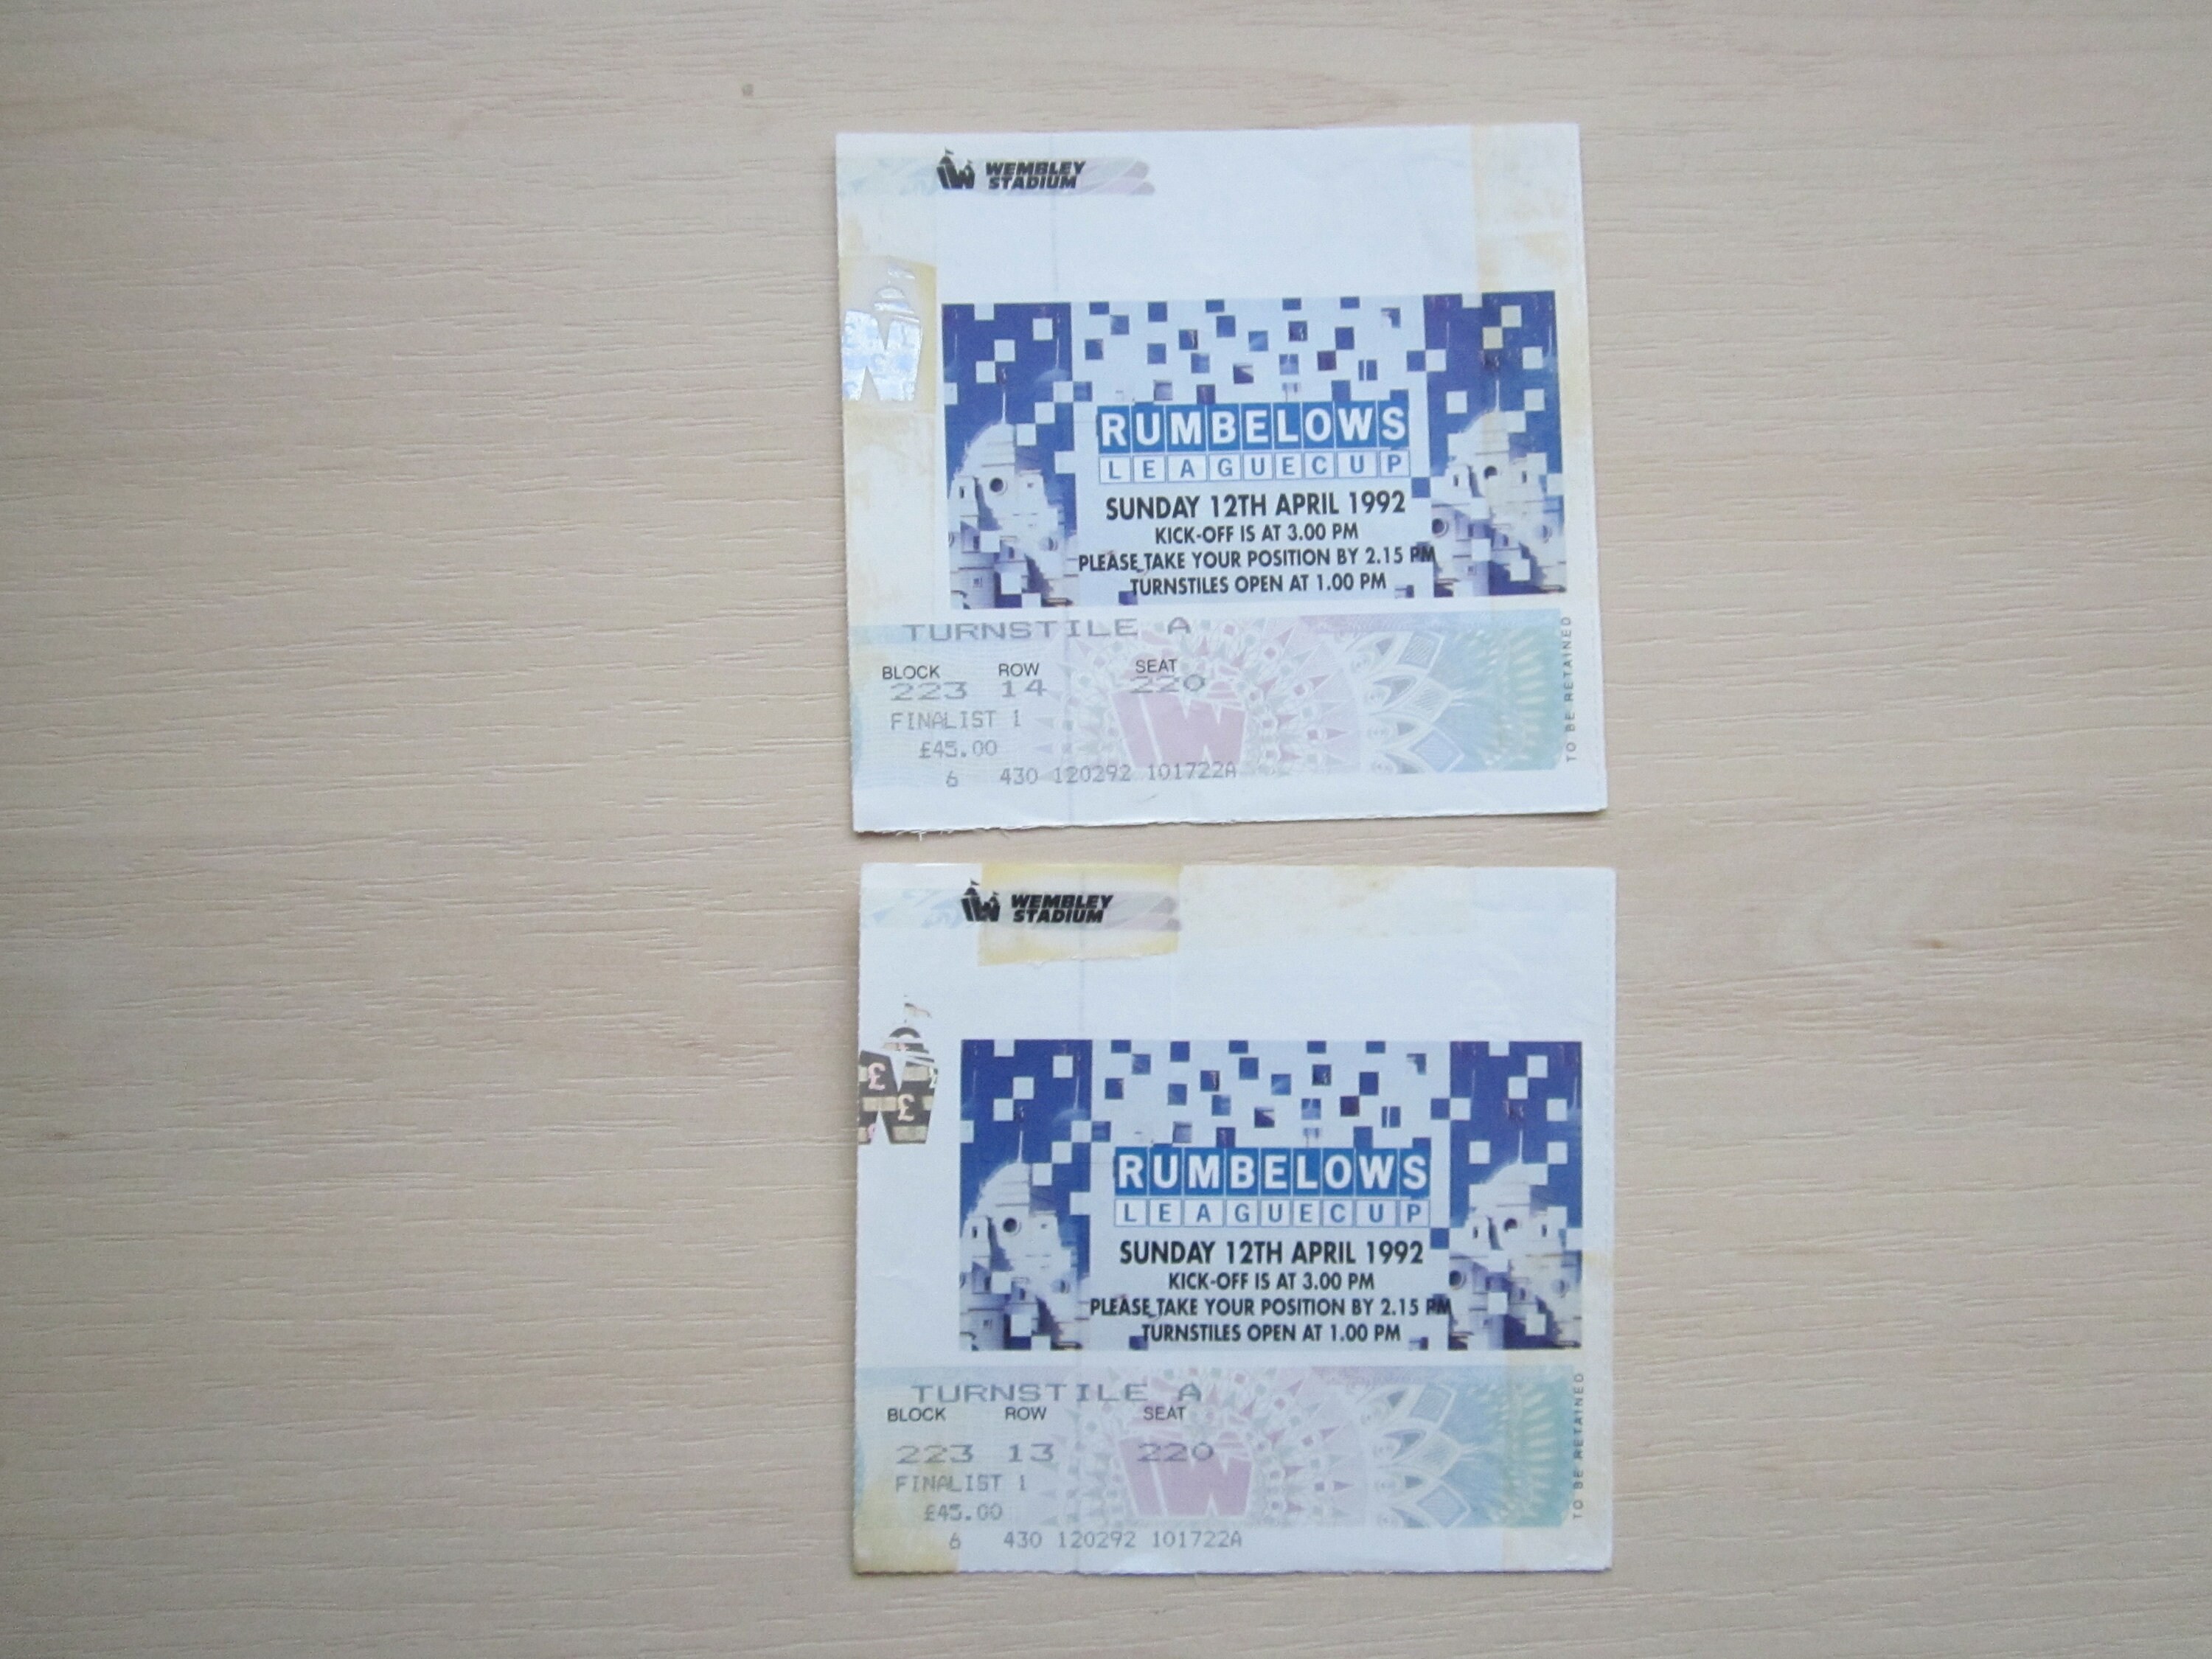 WEMBLEY
STADIUM
RUMBELOWS
LEAGUE CUP
SUNDAY 12TH APRIL 1992
KICK-OFF IS AT 3.00 PM
PLEASE TAKE YOUR POSITION BY 2.15 PM
TURNSTILES OPEN AT 1.00 PM
TURNSTILE A
BLOCK ROW SEAT
223 14 220
FINALIST 1
£45.00
6 430 120292 101722A
TO BE RETAINED
WEMBLEY
STADIUM
RUMBELOWS
LEAGUE CUP
SUNDAY 12TH APRIL 1992
KICK-OFF IS AT 3.00 PM
PLEASE TAKE YOUR POSITION BY 2.15 PM
TURNSTILES OPEN AT 1.00 PM
TURNSTILE A
BLOCK ROW SEAT
223 13 220
FINALIST 1
£45.00
6 430 120292 101722A
TO BE RETAINED